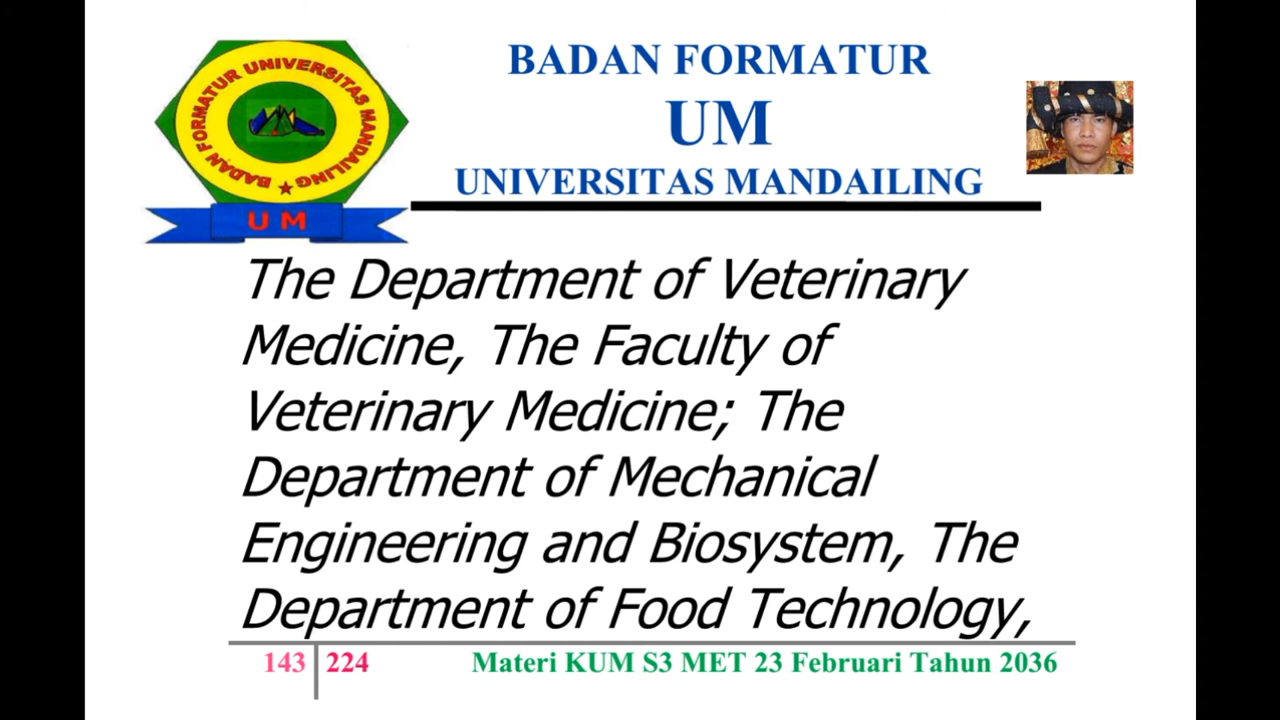 BADAN FORMATUR
UM
UNIVERSITAS MANDAILING
BADAN FORMATUR UNIVERSITAS MANDAILING
UM
The Department of Veterinary
Medicine, The Faculty of
Veterinary Medicine; The
Department of Mechanical
Engineering and Biosystem, The
Department of Food Technology,
143 224 Materi KUM S3 MET 23 Februari Tahun 2036